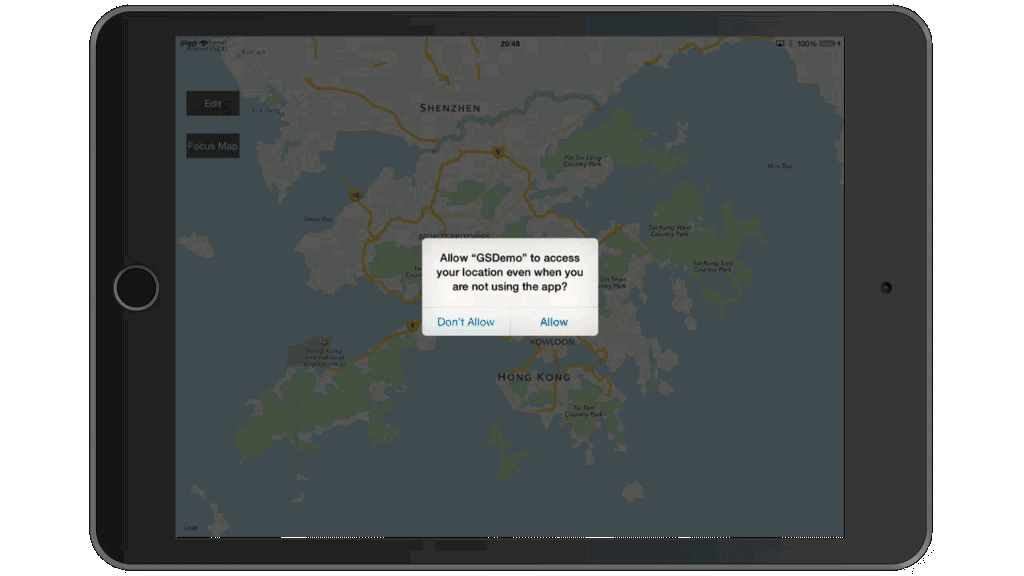 20:48
100%
Edit
Focus Map
SHENZHEN
9
Pat Sin Leng
Country Park
Mirs Bay
10
Deep Bay
NEW TERRITORIES
Sai Kung West
Country Park
Sai Kung East
Country Park
Allow “GSDemo” to access
your location even when you
are not using the app?
Don’t Allow
Allow
KOWLOON
Hong Kong
International
Airport (HKG)
HONG KONG
Tai Tam
Country Park
Legal